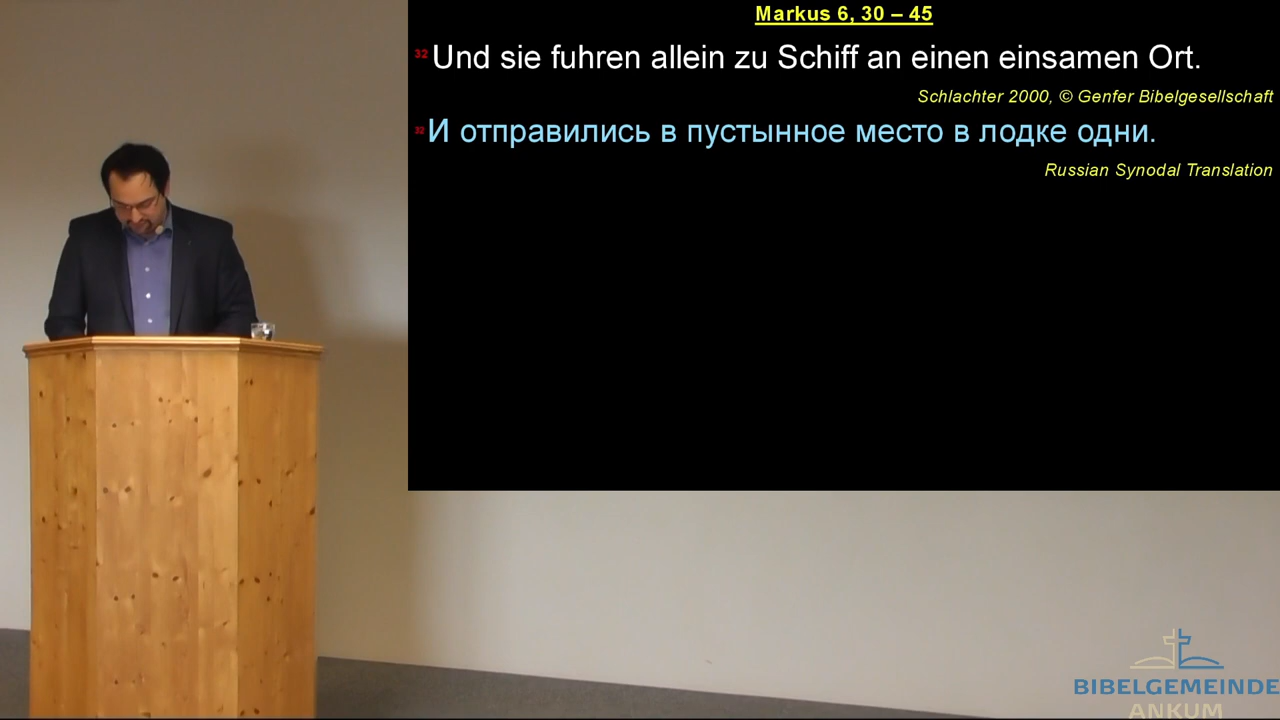 Markus 6, 30 – 45
32 Und sie fuhren allein zu Schiff an einen einsamen Ort.
Schlachter 2000, © Genfer Bibelgesellschaft
32 И отправились в пустынное место в лодке одни.
Russian Synodal Translation
BIBELGEMEINDE
ANKUM